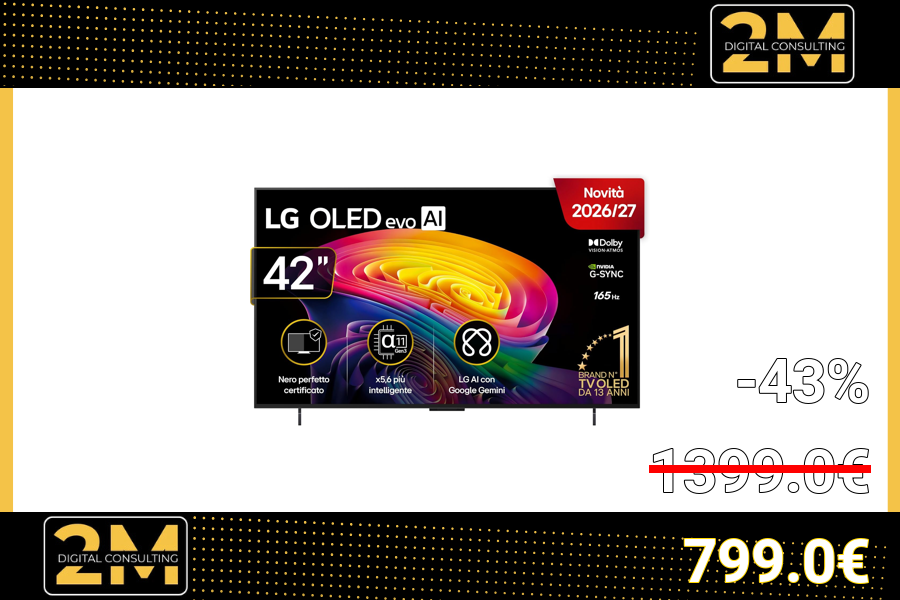 2M
DIGITAL CONSULTING
LG OLED evo AI
Novità
2026/27
42"
Dolby
VISION·ATMOS
NVIDIA
G-SYNC
165Hz
α 11
Gen3
Nero perfetto
certificato
x5,6 più
intelligente
LG AI con
Google Gemini
1
BRAND N°
TV OLED
DA 13 ANNI
-43%
1399.0€
2M
DIGITAL CONSULTING
799.0€